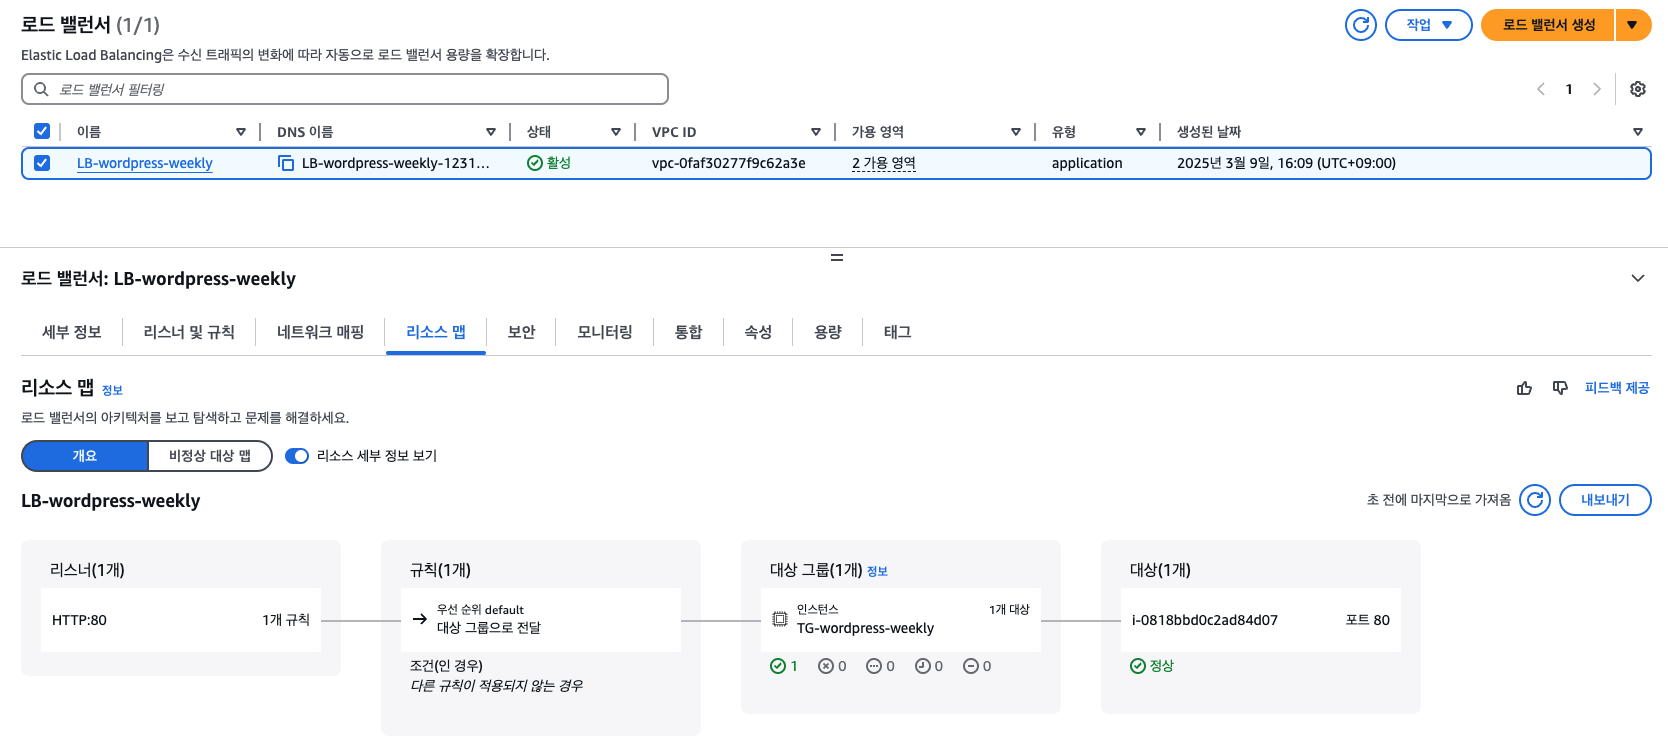 로드 밸런서 (1/1)
작업
로드 밸런서 생성
Elastic Load Balancing은 수신 트래픽의 변화에 따라 자동으로 로드 밸런서 용량을 확장합니다.
로드 밸런서 필터링
1
이름 DNS 이름 상태 VPC ID 가용 영역 유형 생성된 날짜
LB-wordpress-weekly LB-wordpress-weekly-1231... 활성 vpc-0faf30277f9c62a3e 2 가용 영역 application 2025년 3월 9일, 16:09 (UTC+09:00)
로드 밸런서: LB-wordpress-weekly
세부 정보 리스너 및 규칙 네트워크 매핑 리소스 맵 보안 모니터링 통합 속성 용량 태그
리소스 맵 정보
피드백 제공
로드 밸런서의 아키텍처를 보고 탐색하고 문제를 해결하세요.
개요 비정상 대상 맵 리소스 세부 정보 보기
LB-wordpress-weekly
초 전에 마지막으로 가져옴 내보내기
리스너(1개)
HTTP:80 1개 규칙
규칙(1개)
우선 순위 default
대상 그룹으로 전달
조건(인 경우)
다른 규칙이 적용되지 않는 경우
대상 그룹(1개) 정보
인스턴스 1개 대상
TG-wordpress-weekly
1 0 0 0 0
대상(1개)
i-0818bbd0c2ad84d07 포트 80
정상